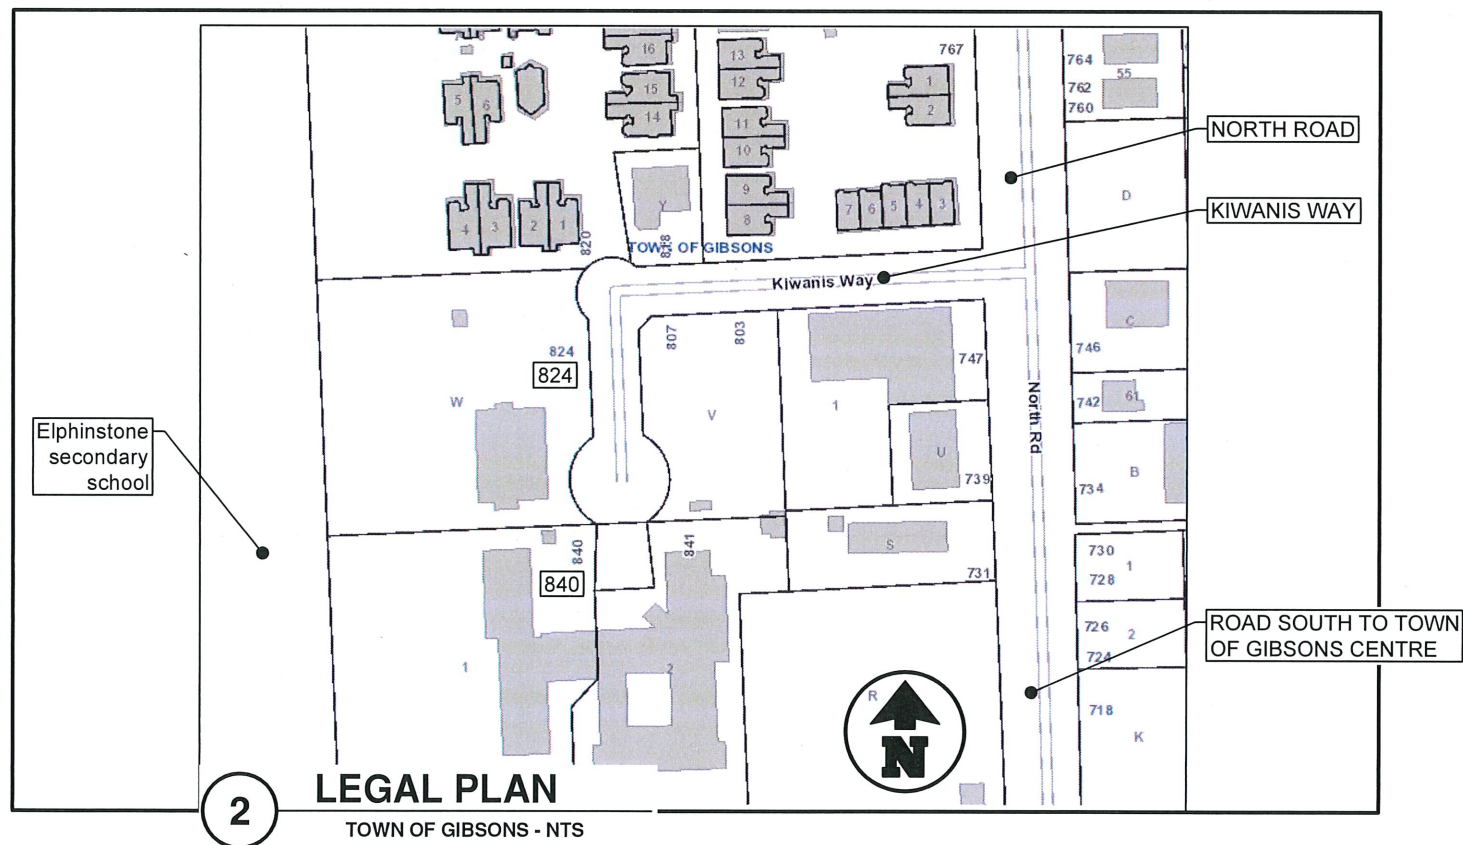 16
15
14
13
12
11
10
9
8
767
1
2
7
6
5
4
3
764
55
762
760
NORTH ROAD
D
KIWANIS WAY
5
6
4
3
2
1
820
Y
818
TOWN OF GIBSONS
Kiwanis Way
C
746
742
61
North Rd
B
734
824
824
W
807
803
V
1
747
U
739
Elphinstone
secondary
school
840
840
841
S
731
730
728
1
726
2
724
ROAD SOUTH TO TOWN
OF GIBSONS CENTRE
1
2
R
N
718
K
2
LEGAL PLAN
TOWN OF GIBSONS - NTS